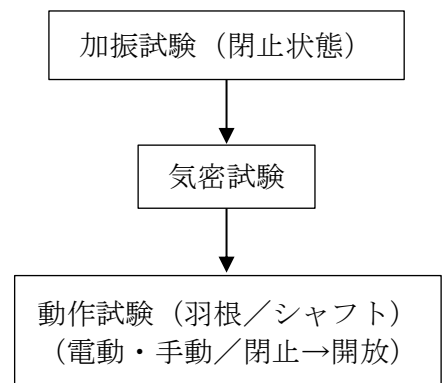 加振試験（閉止状態）
気密試験
動作試験（羽根／シャフト）
（電動・手動／閉止→開放）